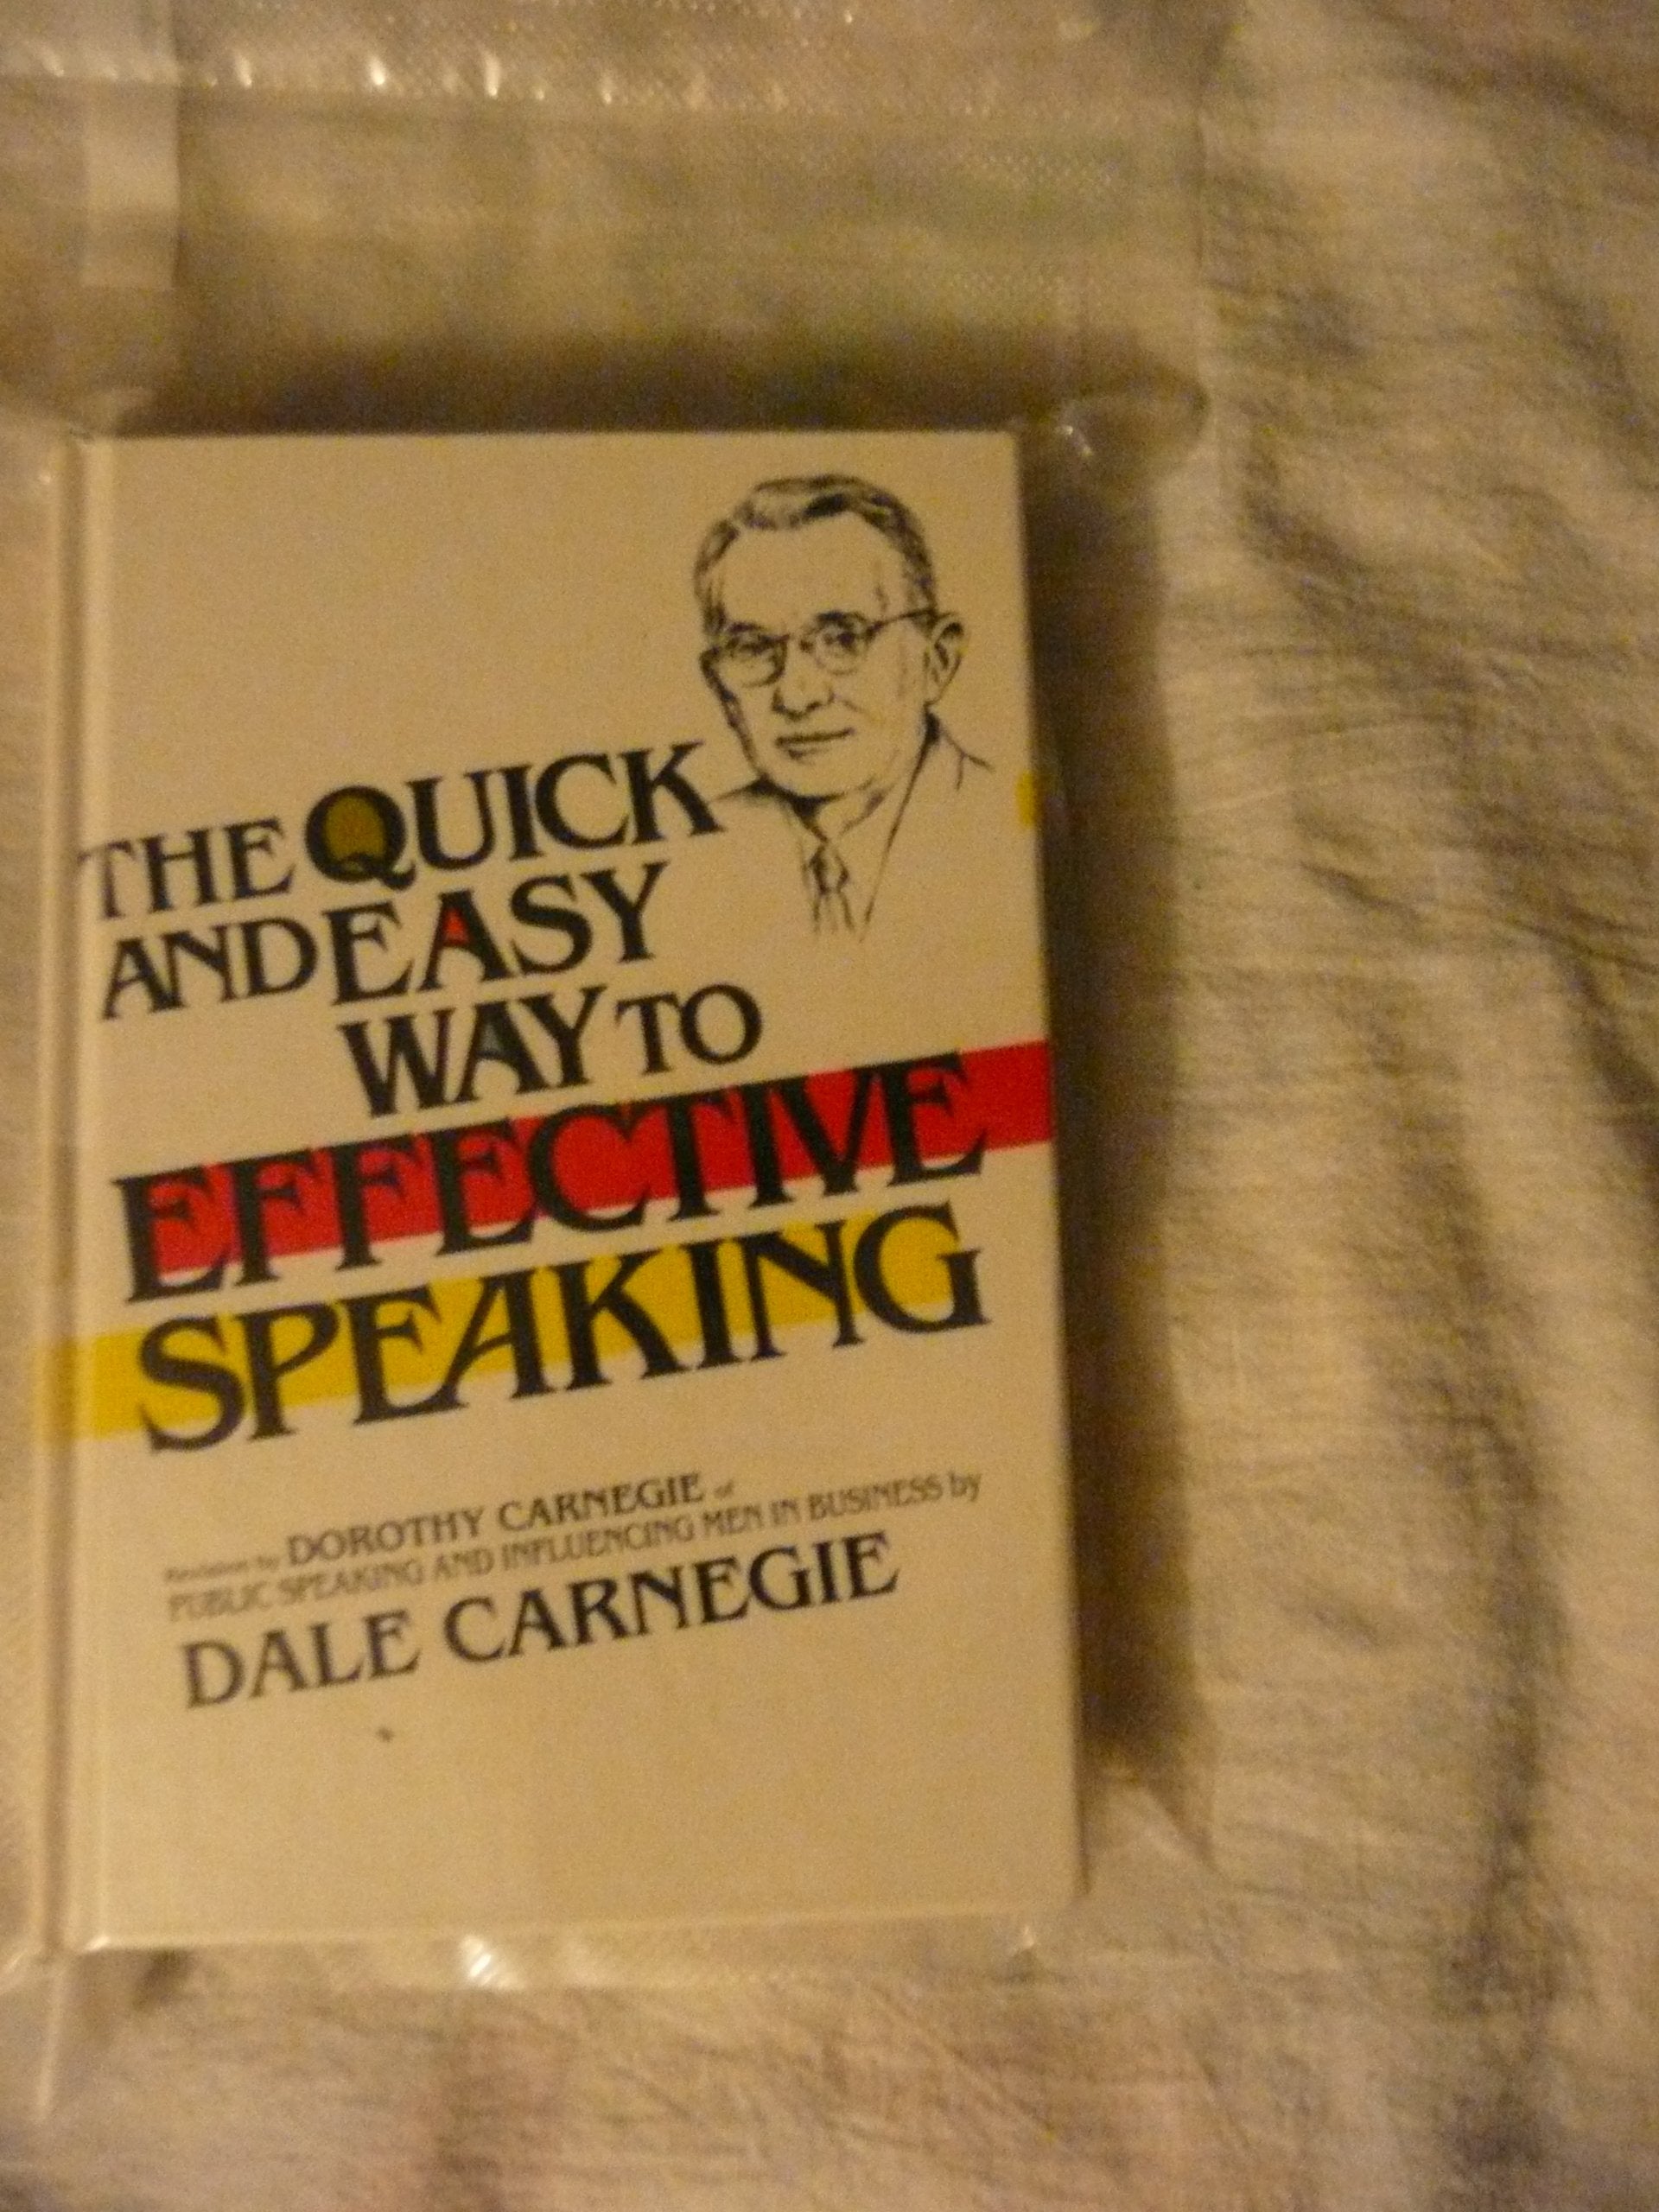 THE QUICK
AND EASY
WAY TO
EFFECTIVE
SPEAKING
Revision by DOROTHY CARNEGIE of
PUBLIC SPEAKING AND INFLUENCING MEN IN BUSINESS by
DALE CARNEGIE